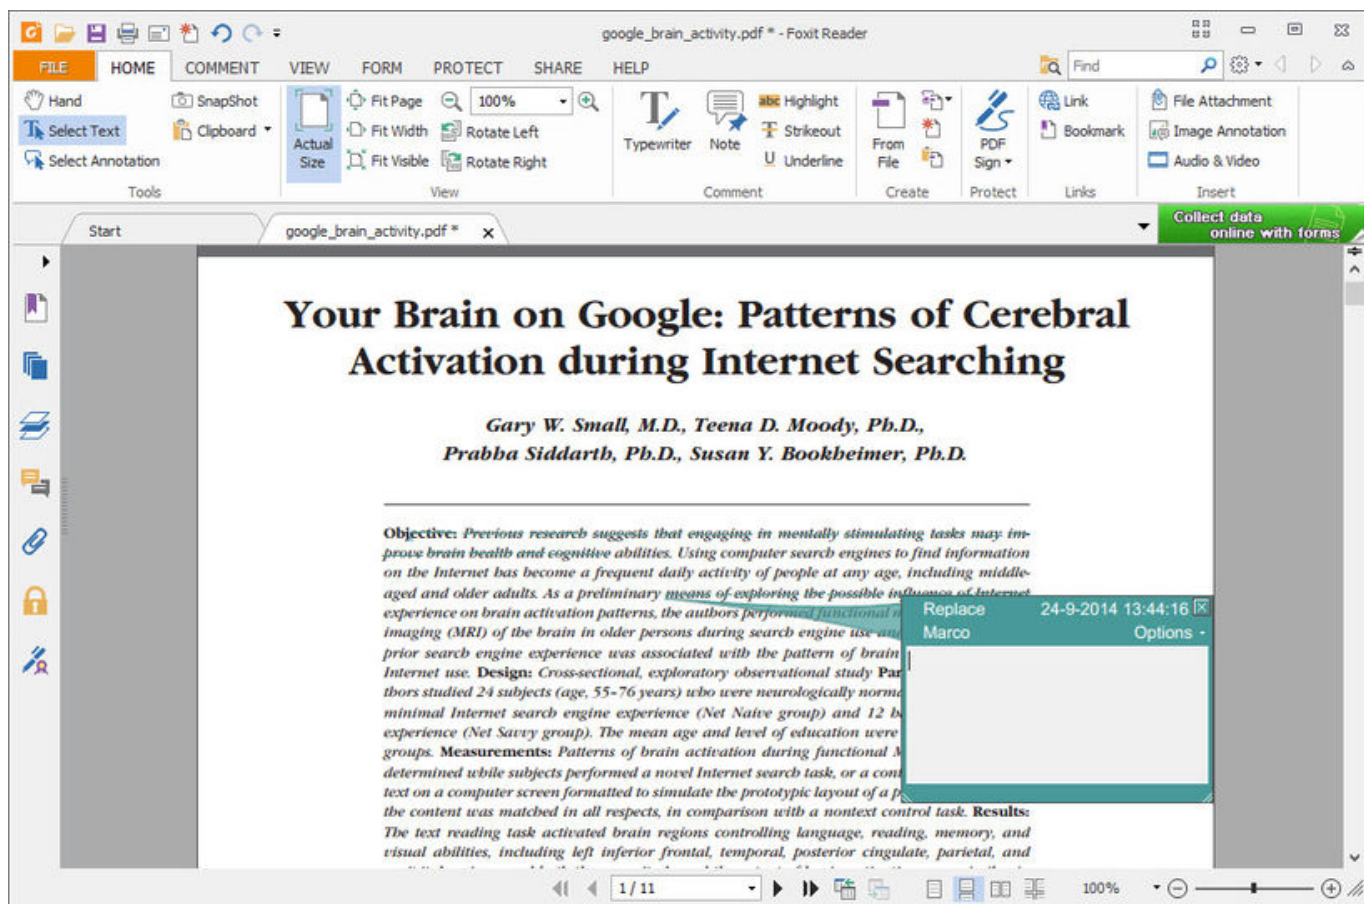 google_brain_activity.pdf * - Foxit Reader
FILE HOME COMMENT VIEW FORM PROTECT SHARE HELP Find
Hand SnapShot Fit Page 100% abc Highlight Link File Attachment
Select Text Clipboard Fit Width Rotate Left Strikeout Bookmark Image Annotation
Select Annotation Actual Size Fit Visible Rotate Right Typewriter Note Underline From File PDF Sign Audio & Video
Tools View Comment Create Protect Links Insert
Start google_brain_activity.pdf * x
Collect data
online with forms
Your Brain on Google: Patterns of Cerebral
Activation during Internet Searching
Gary W. Small, M.D., Teena D. Moody, Ph.D.,
Prabha Siddarth, Ph.D., Susan Y. Bookheimer, Ph.D.
Objective: Previous research suggests that engaging in mentally stimulating tasks may im-
prove brain health and cognitive abilities. Using computer search engines to find information
on the Internet has become a frequent daily activity of people at any age, including middle-
aged and older adults. As a preliminary means of exploring the possible influence of Internet
experience on brain activation patterns, the authors performed functional
imaging (MRI) of the brain in older persons during search engine use and
prior search engine experience was associated with the pattern of brain
Internet use. Design: Cross-sectional, exploratory observational study Par
thors studied 24 subjects (age, 55–76 years) who were neurologically norma
minimal Internet search engine experience (Net Naive group) and 12 b
experience (Net Savvy group). The mean age and level of education were
groups. Measurements: Patterns of brain activation during functional M
determined while subjects performed a novel Internet search task, or a cont
text on a computer screen formatted to simulate the prototypic layout of a p
the content was matched in all respects, in comparison with a nontext control task. Results:
The text reading task activated brain regions controlling language, reading, memory, and
visual abilities, including left inferior frontal, temporal, posterior cingulate, parietal, and
Replace 24-9-2014 13:44:16
Marco Options
1 / 11 100%